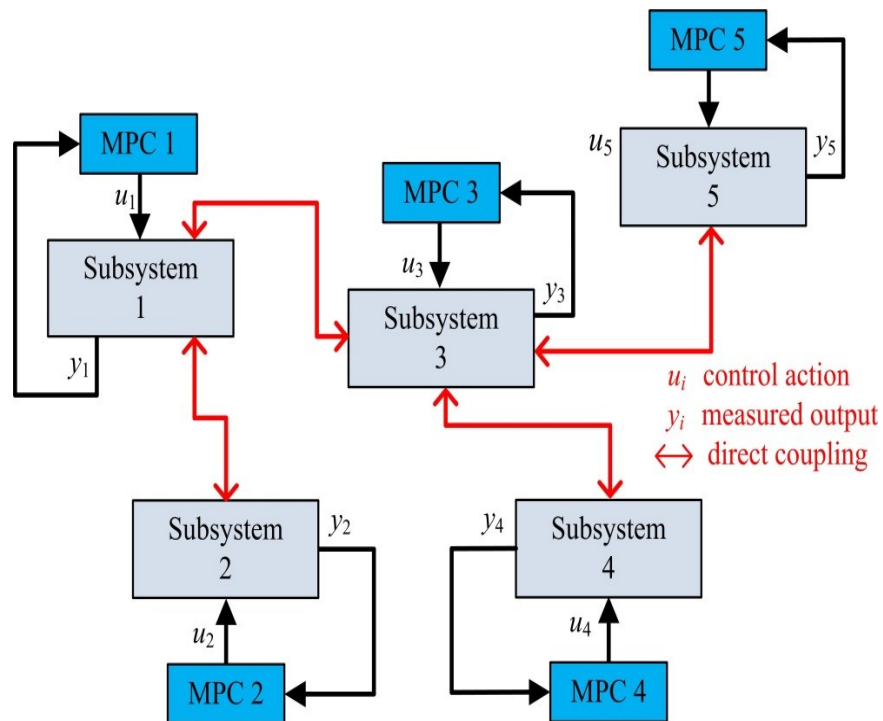 MPC 5
u5
Subsystem
5
y5
MPC 1
u1
Subsystem
1
y1
MPC 3
u3
Subsystem
3
y3
ui control action
yi measured output
direct coupling
Subsystem
2
y2
u2
MPC 2
y4
Subsystem
4
u4
MPC 4